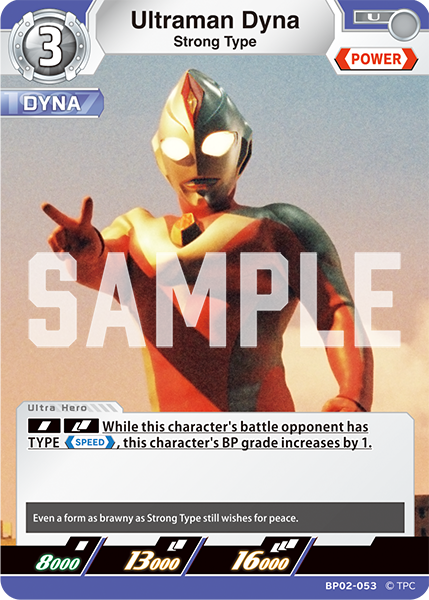 3
Ultraman Dyna
Strong Type
U
POWER
DYNA
SAMPLE
Ultra Hero
While this character's battle opponent has
TYPE SPEED, this character's BP grade increases by 1.
Even a form as brawny as Strong Type still wishes for peace.
8000 13000 16000
BP02-053 © TPC